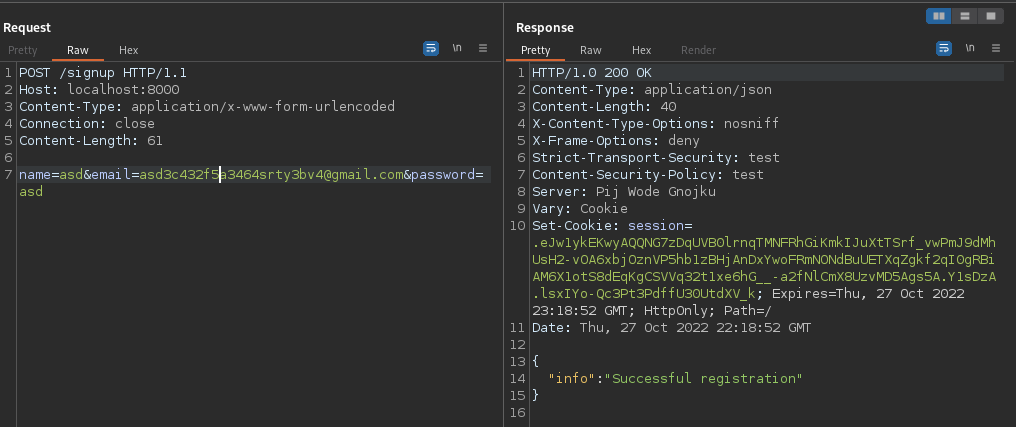 Request
Pretty Raw Hex
\n
1 POST /signup HTTP/1.1
2 Host: localhost:8000
3 Content-Type: application/x-www-form-urlencoded
4 Connection: close
5 Content-Length: 61
6
7 name=asd&email=asd3c432f5a3464srty3bv4@gmail.com&password=
asd
Response
Pretty Raw Hex Render
\n
1 HTTP/1.0 200 OK
2 Content-Type: application/json
3 Content-Length: 40
4 X-Content-Type-Options: nosniff
5 X-Frame-Options: deny
6 Strict-Transport-Security: test
7 Content-Security-Policy: test
8 Server: Pij Wode Gnojku
9 Vary: Cookie
10 Set-Cookie: session=
.eJw1ykEKwyAQQNG7zDqUVB0lrnqTMNFRhGiKmkIJuXtTSrf_vwPmJ9dMh
UsH2-vOA6xbjOznVP5hb1zBHjAnDxYwoFRmNONdBuUETXqZgkf2qIOgRBi
AM6X1otS8dEqKgCSVVq32t1xe6hG__-a2fNlCmX8UzvMD5Ags5A.Y1sDzA
.lsxIYo-Qc3Pt3PdffU3OUtdXV_k; Expires=Thu, 27 Oct 2022
23:18:52 GMT; HttpOnly; Path=/
11 Date: Thu, 27 Oct 2022 22:18:52 GMT
12
13 {
14 "info":"Successful registration"
15 }
16